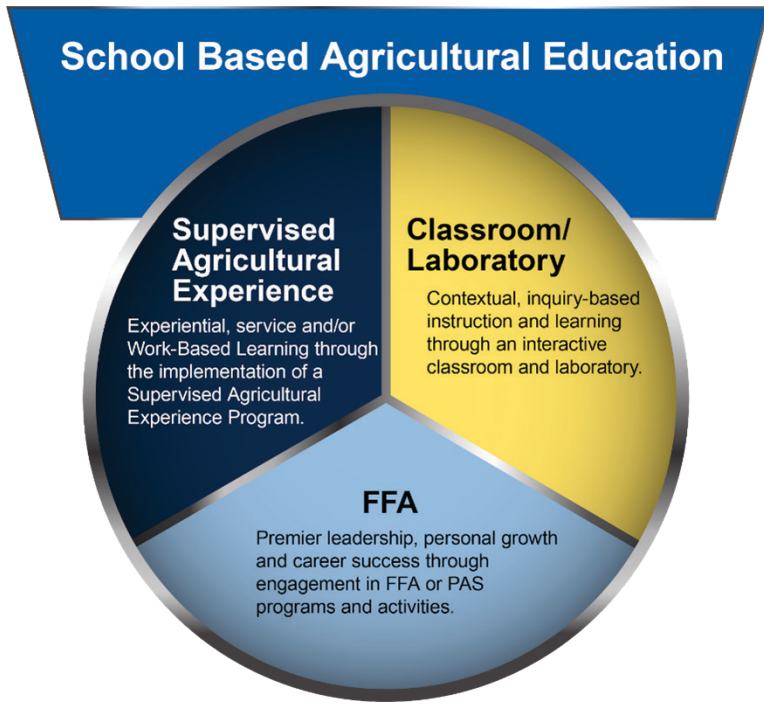 School Based Agricultural Education
Supervised
Agricultural
Experience
Experiential, service and/or
Work-Based Learning through
the implementation of a
Supervised Agricultural
Experience Program.
Classroom/
Laboratory
Contextual, inquiry-based
instruction and learning
through an interactive
classroom and laboratory.
FFA
Premier leadership, personal growth
and career success through
engagement in FFA or PAS
programs and activities.